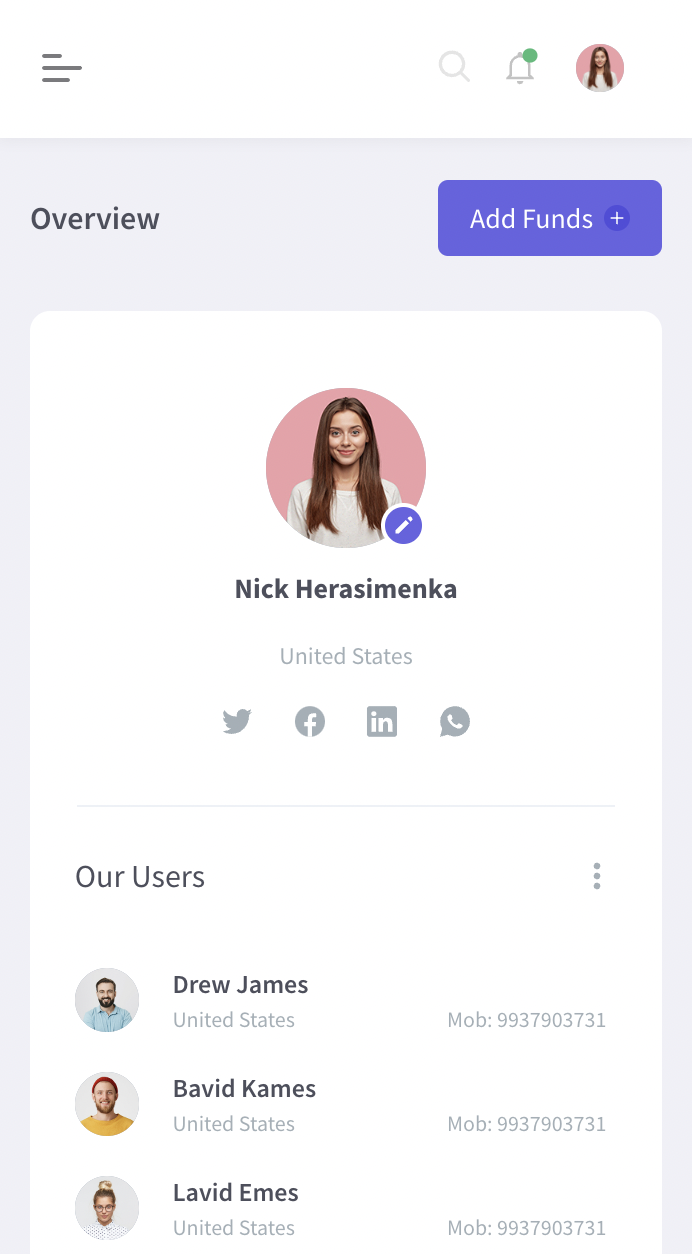 Overview
Add Funds
Nick Herasimenka
United States
Our Users
Drew James
United States
Mob: 9937903731
Bavid Kames
United States
Mob: 9937903731
Lavid Emes
United States
Mob: 9937903731